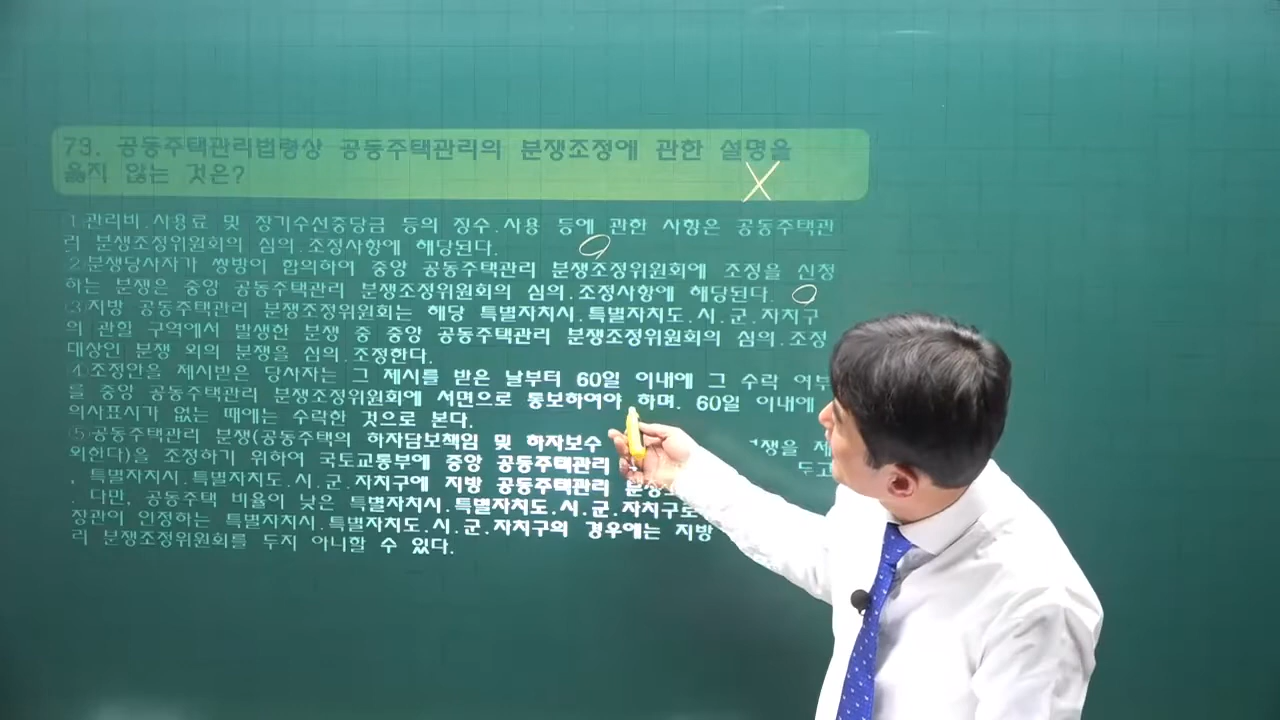 73. 공동주택관리법령상 공동주택관리의 분쟁조정에 관한 설명을
옳지 않는 것은?
X
1.관리비.사용료 및 장기수선충당금 등의 징수.사용 등에 관한 사항은 공동주택관
리 분쟁조정위원회의 심의.조정사항에 해당된다.
2.분쟁당사자가 쌍방이 합의하여 중앙 공동주택관리 분쟁조정위원회에 조정을 신청
하는 분쟁은 중앙 공동주택관리 분쟁조정위원회의 심의.조정사항에 해당된다.
(3)지방 공동주택관리 분쟁조정위원회는 해당 특별자치시.특별자치도.시.군.자치구
의 관할 구역에서 발생한 분쟁 중 중앙 공동주택관리 분쟁조정위원회의 심의.조정
대상인 분쟁 외의 분쟁을 심의.조정한다.
(4)조정안을 제시받은 당사자는 그 제시를 받은 날부터 60일 이내에 그 수락 여부
를 중앙 공동주택관리 분쟁조정위원회에 서면으로 통보하여야 하며. 60일 이내에
의사표시가 없는 때에는 수락한 것으로 본다.
(5)공동주택관리 분쟁(공동주택의 하자담보책임 및 하자보수 쟁을 제
외한다)을 조정하기 위하여 국토교통부에 중앙 공동주택관리 두고
, 특별자치시.특별자치도.시.군.자치구에 지방 공동주택관리
. 다만, 공동주택 비율이 낮은 특별자치시.특별자치도.시.군.자치구로
장관이 인정하는 특별자치시.특별자치도.시.군.자치구의 경우에는 지방
리 분쟁조정위원회를 두지 아니할 수 있다.